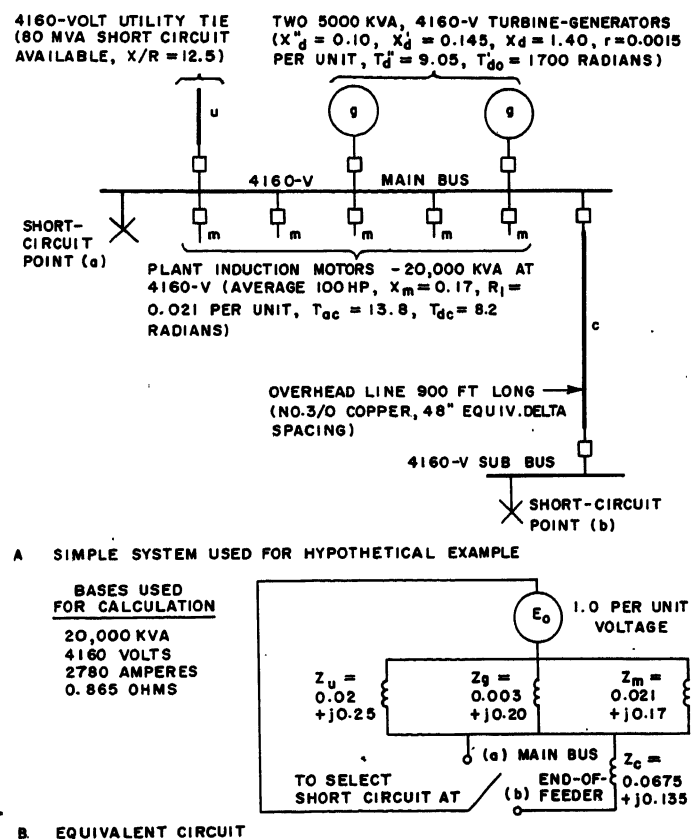 4160-VOLT UTILITY TIE
(80 MVA SHORT CIRCUIT
AVAILABLE, X/R = 12.5)
TWO 5000 KVA, 4160-V TURBINE-GENERATORS
(X"d = 0.10, X'd = 0.145, Xd = 1.40, r=0.0015
PER UNIT, T"d = 9.05, T'do = 1700 RADIANS)
u
g
g
4160-V MAIN BUS
SHORT-
CIRCUIT
POINT (a)
m
m
m
m
m
PLANT INDUCTION MOTORS - 20,000 KVA AT
4160-V (AVERAGE 100 HP, Xm = 0.17, R1 =
0.021 PER UNIT, Tac = 13.8, Tdc = 8.2
RADIANS)
c
OVERHEAD LINE 900 FT LONG
(NO.3/0 COPPER, 48" EQUIV. DELTA
SPACING)
4160-V SUB BUS
SHORT-CIRCUIT
POINT (b)
A SIMPLE SYSTEM USED FOR HYPOTHETICAL EXAMPLE
BASES USED
FOR CALCULATION
20,000 KVA
4160 VOLTS
2780 AMPERES
0.865 OHMS
Eo
1.0 PER UNIT
VOLTAGE
Zu =
0.02
+j0.25
Zg =
0.003
+j0.20
Zm =
0.021
+j0.17
(a) MAIN BUS
Zc =
0.0675
+j0.135
TO SELECT
SHORT CIRCUIT AT
(b) END-OF-
FEEDER
B. EQUIVALENT CIRCUIT